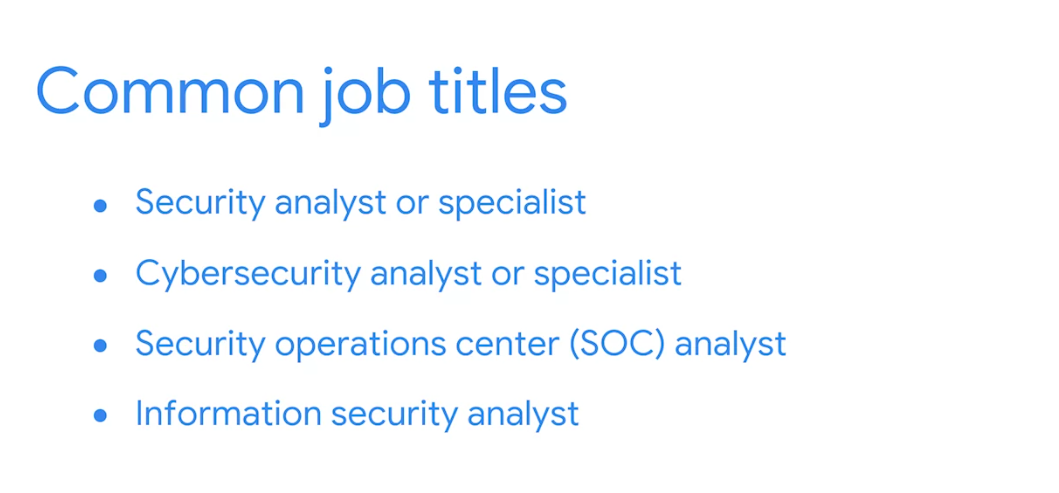 Common job titles
• Security analyst or specialist
• Cybersecurity analyst or specialist
• Security operations center (SOC) analyst
• Information security analyst